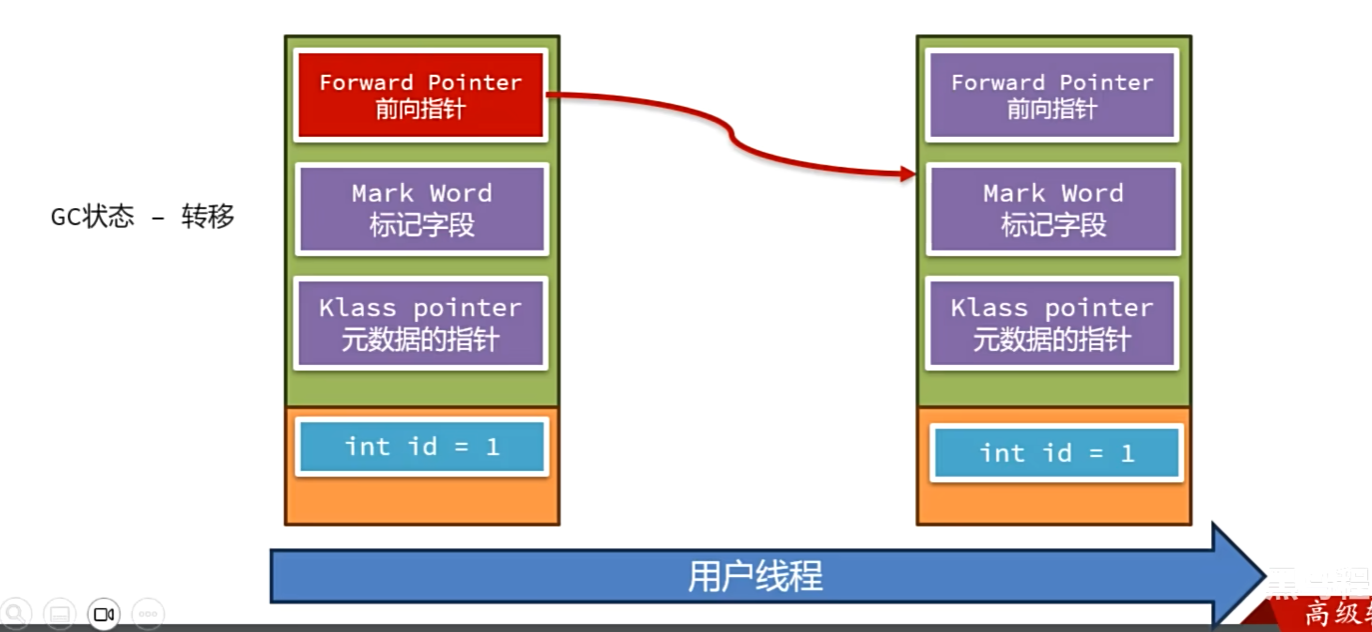 Forward Pointer
前向指针
Forward Pointer
前向指针
Mark Word
标记字段
Mark Word
标记字段
GC状态 – 转移
Klass pointer
元数据的指针
Klass pointer
元数据的指针
int id = 1
int id = 1
用户线程
高级